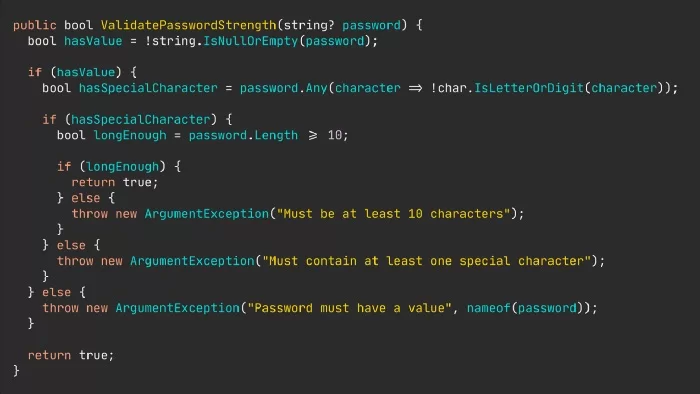 public bool ValidatePasswordStrength(string? password) {
  bool hasValue = !string.IsNullOrEmpty(password);

  if (hasValue) {
    bool hasSpecialCharacter = password.Any(character => !char.IsLetterOrDigit(character));

    if (hasSpecialCharacter) {
      bool longEnough = password.Length >= 10;

      if (longEnough) {
        return true;
      } else {
        throw new ArgumentException("Must be at least 10 characters");
      }
    } else {
      throw new ArgumentException("Must contain at least one special character");
    }
  } else {
    throw new ArgumentException("Password must have a value", nameof(password));
  }

  return true;
}